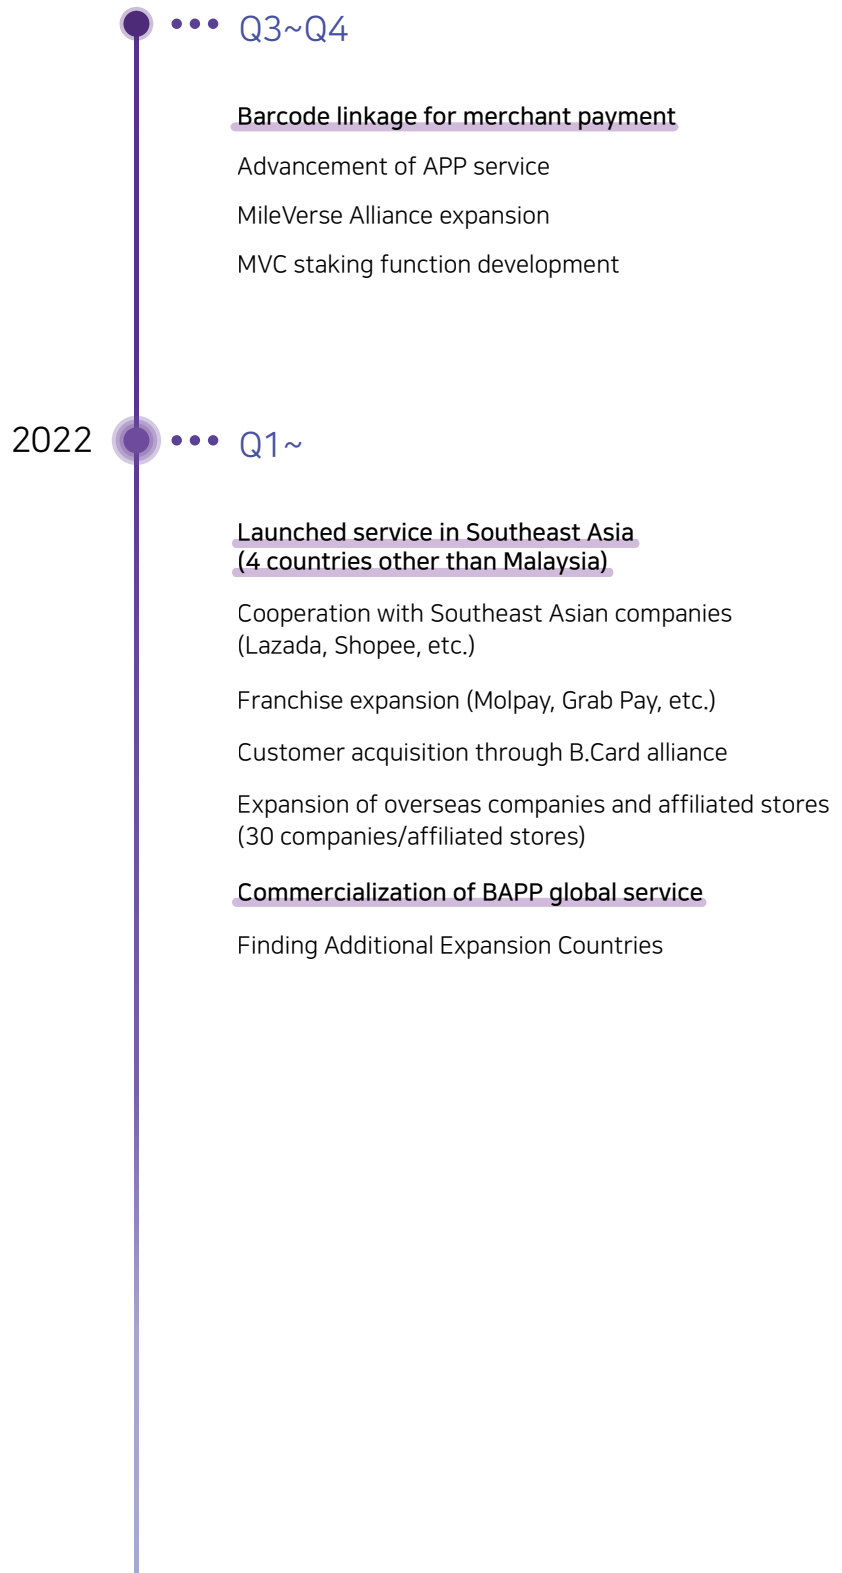 Q3~Q4
Barcode linkage for merchant payment
Advancement of APP service
MileVerse Alliance expansion
MVC staking function development
2022
Q1~
Launched service in Southeast Asia
(4 countries other than Malaysia)
Cooperation with Southeast Asian companies
(Lazada, Shopee, etc.)
Franchise expansion (Molpay, Grab Pay, etc.)
Customer acquisition through B.Card alliance
Expansion of overseas companies and affiliated stores
(30 companies/affiliated stores)
Commercialization of BAPP global service
Finding Additional Expansion Countries